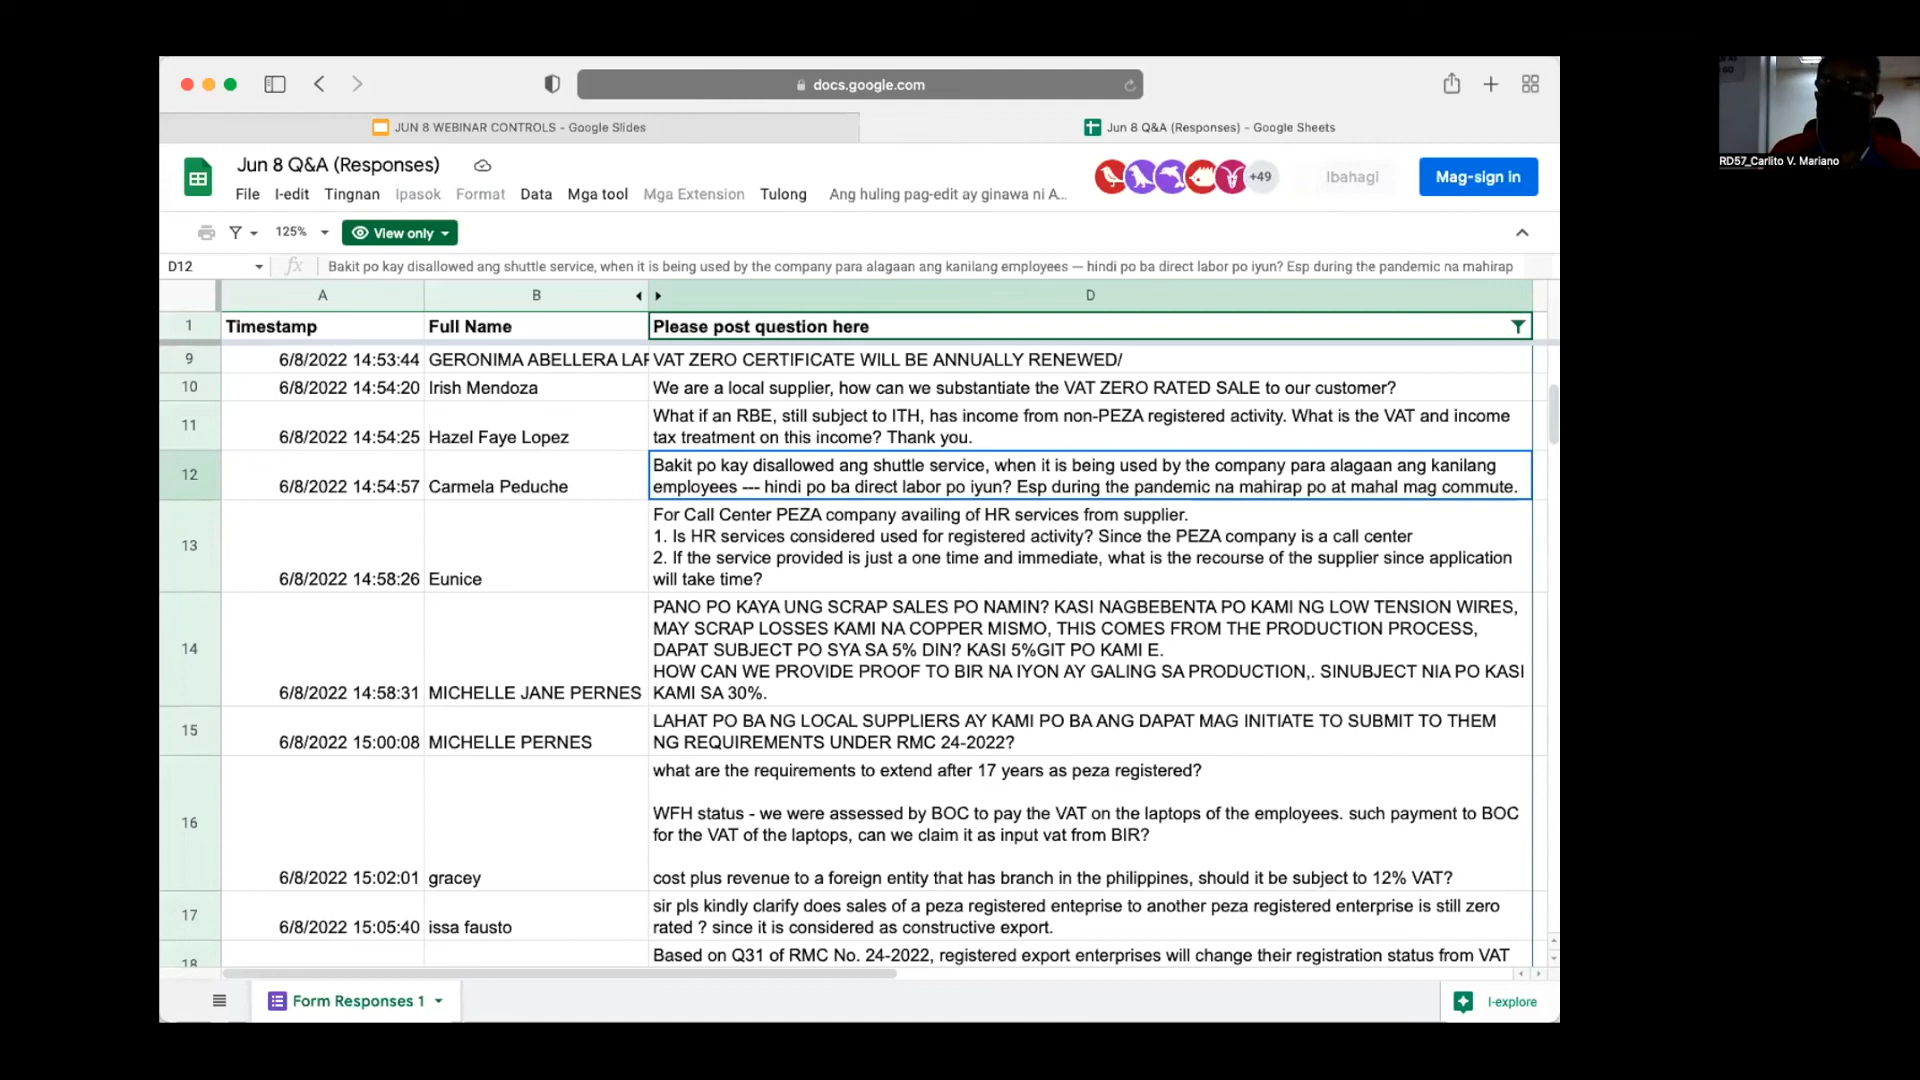 docs.google.com
JUN 8 WEBINAR CONTROLS - Google Slides
Jun 8 Q&A (Responses) - Google Sheets
RD57_Carlito V. Mariano
Jun 8 Q&A (Responses)
+49
Ibahagi
Mag-sign in
File I-edit Tingnan Ipasok Format Data Mga tool Mga Extension Tulong Ang huling pag-edit ay ginawa ni A...
125% View only
D12 fx Bakit po kay disallowed ang shuttle service, when it is being used by the company para alagaan ang kanilang employees — hindi po ba direct labor po iyun? Esp during the pandemic na mahirap
A B D
1 Timestamp Full Name Please post question here
9 6/8/2022 14:53:44 GERONIMA ABELLERA VAT ZERO CERTIFICATE WILL BE ANNUALLY RENEWED/
10 6/8/2022 14:54:20 Irish Mendoza We are a local supplier, how can we substantiate the VAT ZERO RATED SALE to our customer?
11 What if an RBE, still subject to ITH, has income from non-PEZA registered activity. What is the VAT and income
6/8/2022 14:54:25 Hazel Faye Lopez tax treatment on this income? Thank you.
12 Bakit po kay disallowed ang shuttle service, when it is being used by the company para alagaan ang kanilang
6/8/2022 14:54:57 Carmela Peduche employees --- hindi po ba direct labor po iyun? Esp during the pandemic na mahirap po at mahal mag commute.
For Call Center PEZA company availing of HR services from supplier.
13 1. Is HR services considered used for registered activity? Since the PEZA company is a call center
2. If the service provided is just a one time and immediate, what is the recourse of the supplier since application
6/8/2022 14:58:26 Eunice will take time?
PANO PO KAYA UNG SCRAP SALES PO NAMIN? KASI NAGBEBENTA PO KAMI NG LOW TENSION WIRES,
MAY SCRAP LOSSES KAMI NA COPPER MISMO, THIS COMES FROM THE PRODUCTION PROCESS,
14 DAPAT SUBJECT PO SYA SA 5% DIN? KASI 5%GIT PO KAMI E.
HOW CAN WE PROVIDE PROOF TO BIR NA IYON AY GALING SA PRODUCTION,. SINUBJECT NIA PO KASI
6/8/2022 14:58:31 MICHELLE JANE PERNES KAMI SA 30%.
15 LAHAT PO BA NG LOCAL SUPPLIERS AY KAMI PO BA ANG DAPAT MAG INITIATE TO SUBMIT TO THEM
6/8/2022 15:00:08 MICHELLE PERNES NG REQUIREMENTS UNDER RMC 24-2022?
what are the requirements to extend after 17 years as peza registered?
16 WFH status - we were assessed by BOC to pay the VAT on the laptops of the employees. such payment to BOC
for the VAT of the laptops, can we claim it as input vat from BIR?
6/8/2022 15:02:01 gracey cost plus revenue to a foreign entity that has branch in the philippines, should it be subject to 12% VAT?
17 sir pls kindly clarify does sales of a peza registered enteprise to another peza registered enterprise is still zero
6/8/2022 15:05:40 issa fausto rated ? since it is considered as constructive export.
18 Based on Q31 of RMC No. 24-2022, registered export enterprises will change their registration status from VAT
Form Responses 1
I-explore